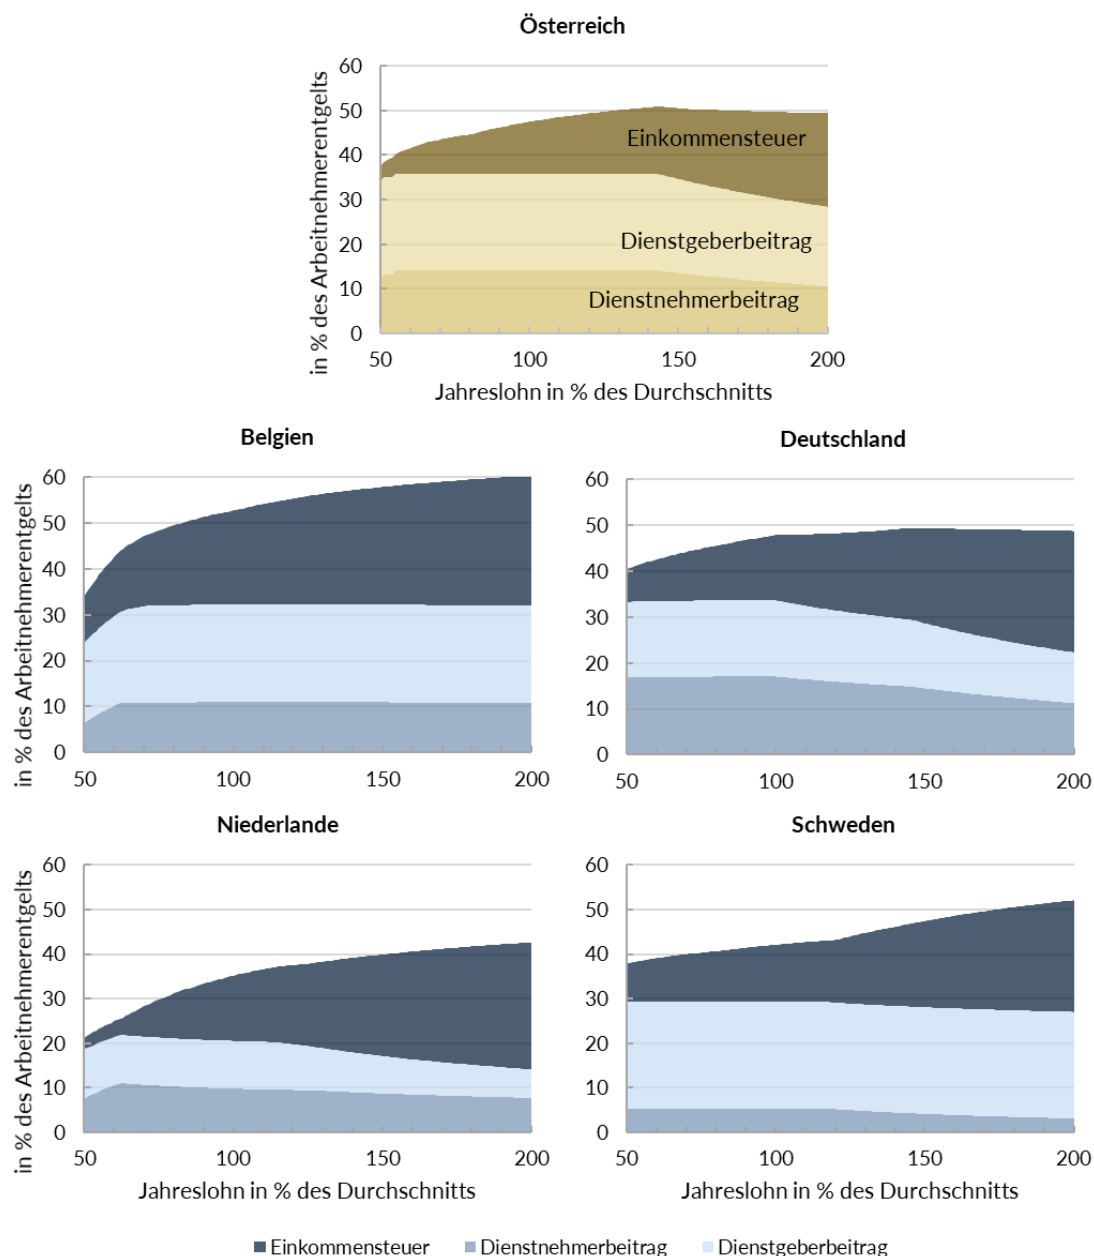 Österreich
in % des Arbeitnehmerentgelts
60
50
40
30
20
10
0
Einkommensteuer
Dienstgeberbeitrag
Dienstnehmerbeitrag
50 100 150 200
Jahreslohn in % des Durchschnitts
Belgien
in % des Arbeitnehmerentgelts
60
50
40
30
20
10
0
50 100 150 200
Deutschland
60
50
40
30
20
10
0
50 100 150 200
Niederlande
in % des Arbeitnehmerentgelts
60
50
40
30
20
10
0
50 100 150 200
Jahreslohn in % des Durchschnitts
Schweden
60
50
40
30
20
10
0
50 100 150 200
Jahreslohn in % des Durchschnitts
Einkommensteuer Dienstnehmerbeitrag Dienstgeberbeitrag